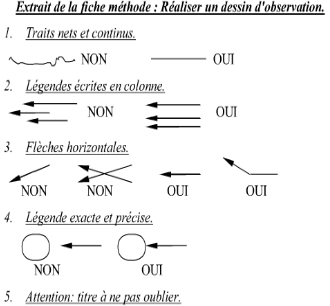 Extrait de la fiche méthode : Réaliser un dessin d'observation.
1. Traits nets et continus.
NON OUI
2. Légendes écrites en colonne.
NON OUI
3. Flèches horizontales.
NON NON OUI OUI
4. Légende exacte et précise.
NON OUI
5. Attention: titre à ne pas oublier.